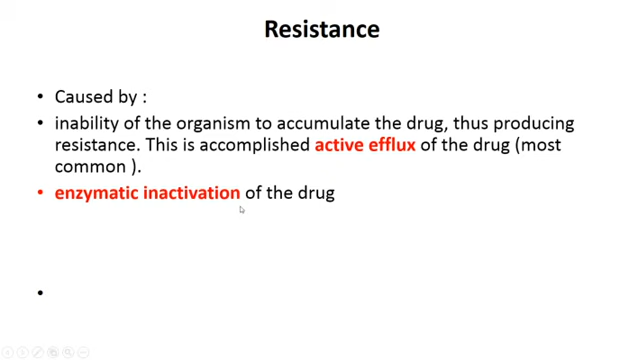 Resistance
• Caused by :
• inability of the organism to accumulate the drug, thus producing
resistance. This is accomplished active efflux of the drug (most
common ).
• enzymatic inactivation of the drug
•